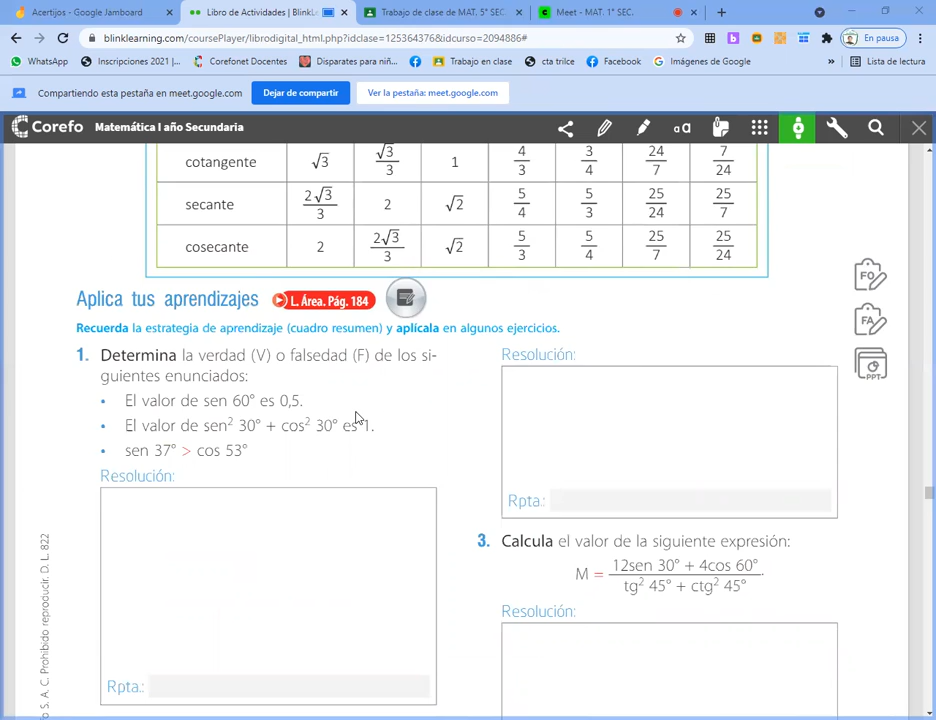 Acertijos - Google Jamboard
Libro de Actividades | BlinkLe
Trabajo de clase de MAT. 5° SEC
Meet - MAT. 1° SEC.
blinklearning.com/coursePlayer/librodigital_html.php?idclase=125364376&idcurso=2094886#
En pausa
WhatsApp
Inscripciones 2021 |...
Corefonet Docentes
Disparates para niñ...
Trabajo en clase
cta trilce
Facebook
Imágenes de Google
»
Lista de lectura
Compartiendo esta pestaña en meet.google.com
Dejar de compartir
Ver la pestaña: meet.google.com
Corefo
Matemática I año Secundaria
aA
cotangente √3 √3/3 1 4/3 3/4 24/7 7/24
secante 2√3/3 2 √2 5/4 5/3 25/24 25/7
cosecante 2 2√3/3 √2 5/3 5/4 25/7 25/24
Aplica tus aprendizajes
L. Área. Pág. 184
Recuerda la estrategia de aprendizaje (cuadro resumen) y aplícala en algunos ejercicios.
1. Determina la verdad (V) o falsedad (F) de los si-
guientes enunciados:
• El valor de sen 60° es 0,5.
• El valor de sen² 30° + cos² 30° es 1.
• sen 37° > cos 53°
Resolución:
Rpta.:
Resolución:
Rpta.:
3. Calcula el valor de la siguiente expresión:
M = 12sen 30° + 4cos 60°
tg² 45° + ctg² 45°.
Resolución:
FO
FA
PPT
o S. A. C. Prohibido reproducir. D. L. 822